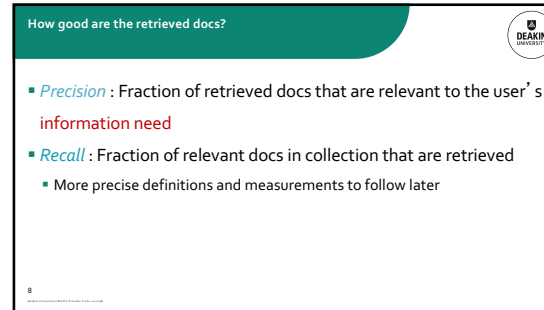 How good are the retrieved docs?
DEAKIN
UNIVERSITY
▪ Precision : Fraction of retrieved docs that are relevant to the user's
information need
▪ Recall : Fraction of relevant docs in collection that are retrieved
▪ More precise definitions and measurements to follow later
8